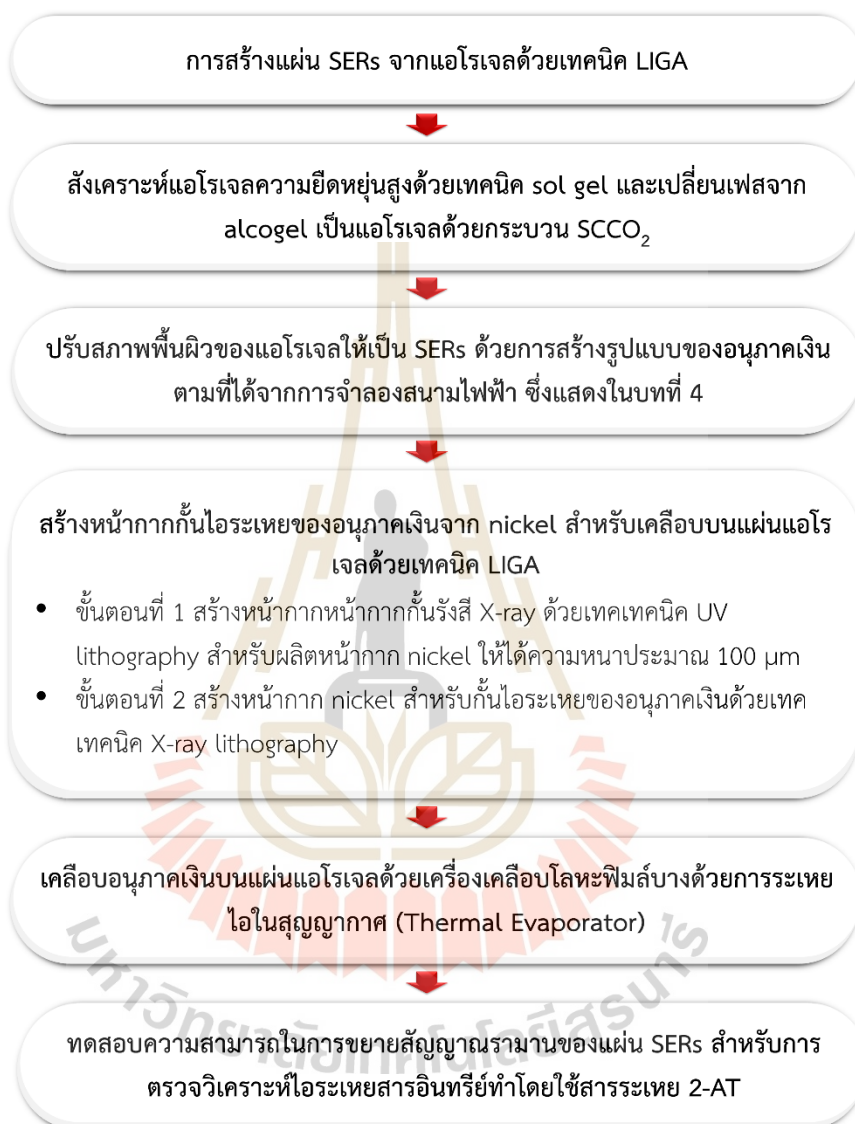 การสร้างแผ่น SERs จากแอโรเจลด้วยเทคนิค LIGA
สังเคราะห์แอโรเจลความยืดหยุ่นสูงด้วยเทคนิค sol gel และเปลี่ยนเฟสจาก
alcogel เป็นแอโรเจลด้วยกระบวน SCCO₂
ปรับสภาพพื้นผิวของแอโรเจลให้เป็น SERs ด้วยการสร้างรูปแบบของอนุภาคเงิน
ตามที่ได้จากการจำลองสนามไฟฟ้า ซึ่งแสดงในบทที่ 4
สร้างหน้ากากกั้นไอระเหยของอนุภาคเงินจาก nickel สำหรับเคลือบบนแผ่นแอโร
เจลด้วยเทคนิค LIGA
• ขั้นตอนที่ 1 สร้างหน้ากากหน้ากากกั้นรังสี X-ray ด้วยเทคเทคนิค UV
lithography สำหรับผลิตหน้ากาก nickel ให้ได้ความหนาประมาณ 100 µm
• ขั้นตอนที่ 2 สร้างหน้ากาก nickel สำหรับกั้นไอระเหยของอนุภาคเงินด้วยเทค
เทคนิค X-ray lithography
เคลือบอนุภาคเงินบนแผ่นแอโรเจลด้วยเครื่องเคลือบโลหะฟิมล์บางด้วยการระเหย
ไอในสุญญากาศ (Thermal Evaporator)
ทดสอบความสามารถในการขยายสัญญาณรามานของแผ่น SERs สำหรับการ
ตรวจวิเคราะห์ไอระเหยสารอินทรีย์ทำโดยใช้สารระเหย 2-AT
มหาวิทยาลัยเทคโนโลยีสุรนารี